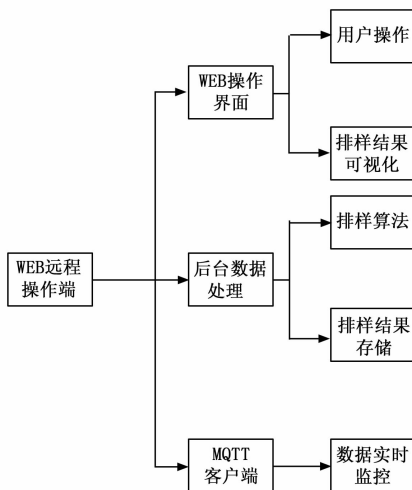 用户操作
WEB操作
界面
排样结果
可视化
排样算法
WEB远程
操作端
后台数据
处理
排样结果
存储
MQTT
客户端
数据实时
监控